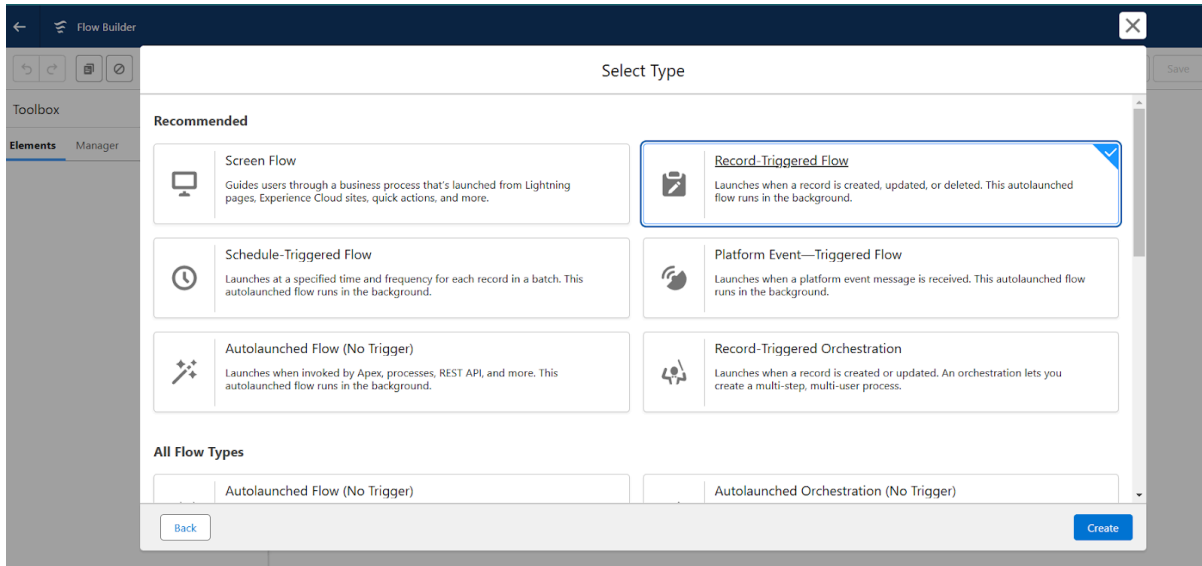 Flow Builder
Select Type
Save
Toolbox
Elements Manager
Recommended
Screen Flow
Guides users through a business process that's launched from Lightning
pages, Experience Cloud sites, quick actions, and more.
Record-Triggered Flow
Launches when a record is created, updated, or deleted. This autolaunched
flow runs in the background.
Schedule-Triggered Flow
Launches at a specified time and frequency for each record in a batch. This
autolaunched flow runs in the background.
Platform Event—Triggered Flow
Launches when a platform event message is received. This autolaunched flow
runs in the background.
Autolaunched Flow (No Trigger)
Launches when invoked by Apex, processes, REST API, and more. This
autolaunched flow runs in the background.
Record-Triggered Orchestration
Launches when a record is created or updated. An orchestration lets you
create a multi-step, multi-user process.
All Flow Types
Autolaunched Flow (No Trigger)
Autolaunched Orchestration (No Trigger)
Back
Create